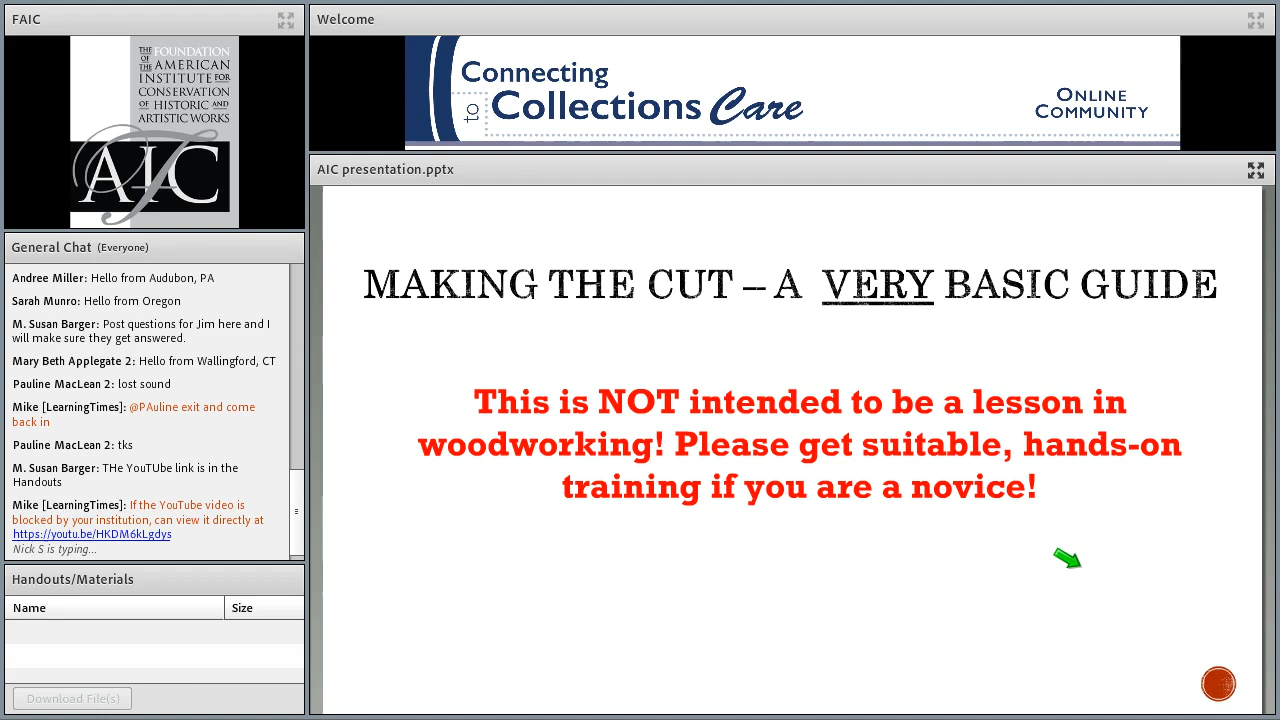 FAIC
THE FOUNDATION
OF THE AMERICAN
INSTITUTE FOR
CONSERVATION
OF HISTORIC AND
ARTISTIC WORKS
AIC
General Chat (Everyone)
Andree Miller: Hello from Audubon, PA
Sarah Munro: Hello from Oregon
M. Susan Barger: Post questions for Jim here and I
will make sure they get answered.
Mary Beth Applegate 2: Hello from Wallingford, CT
Pauline MacLean 2: lost sound
Mike [LearningTimes]: @PAuline exit and come
back in
Pauline MacLean 2: tks
M. Susan Barger: THe YouTUbe link is in the
Handouts
Mike [LearningTimes]: If the YouTube video is
blocked by your institution, can view it directly at
https://youtu.be/HKDM6kLgdys
Nick S is typing...
Handouts/Materials
Name Size
Download File(s)
Welcome
Connecting
to Collections Care
ONLINE
COMMUNITY
AIC presentation.pptx
MAKING THE CUT – A VERY BASIC GUIDE
This is NOT intended to be a lesson in
woodworking! Please get suitable, hands-on
training if you are a novice!